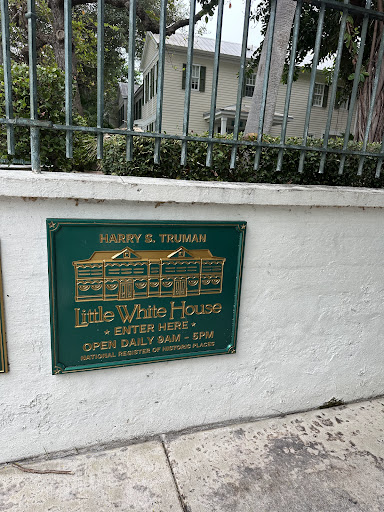 HARRY S. TRUMAN
Little White House
★ ENTER HERE ★
OPEN DAILY 9AM - 5PM
NATIONAL REGISTER OF HISTORIC PLACES